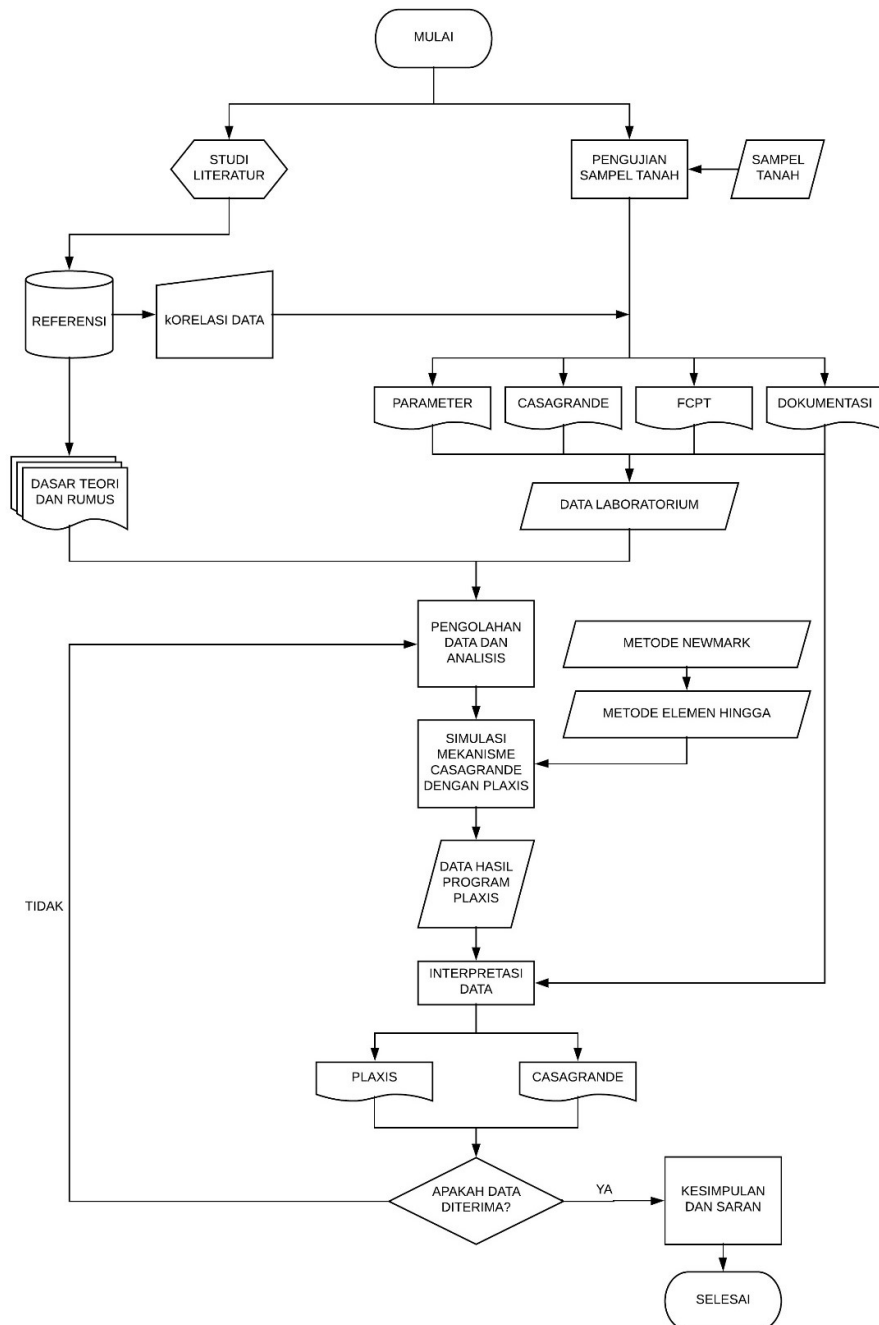 MULAI
STUDI
LITERATUR
PENGUJIAN
SAMPEL TANAH
SAMPEL
TANAH
REFERENSI
kORELASI DATA
PARAMETER
CASAGRANDE
FCPT
DOKUMENTASI
DASAR TEORI
DAN RUMUS
DATA LABORATORIUM
PENGOLAHAN
DATA DAN
ANALISIS
METODE NEWMARK
METODE ELEMEN HINGGA
SIMULASI
MEKANISME
CASAGRANDE
DENGAN PLAXIS
DATA HASIL
PROGRAM
PLAXIS
TIDAK
INTERPRETASI
DATA
PLAXIS
CASAGRANDE
APAKAH DATA
DITERIMA?
YA
KESIMPULAN
DAN SARAN
SELESAI